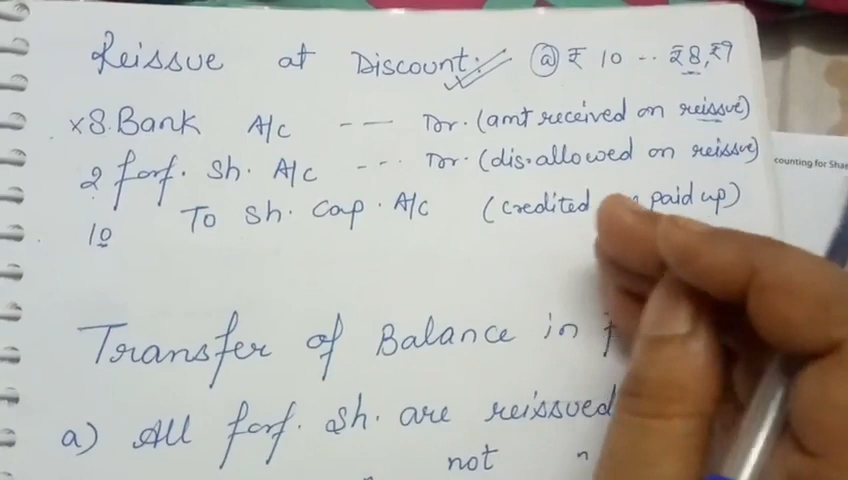 Reissue at Discount:- @ ₹ 10 -- ₹8, ₹9
x8. Bank A/c --- Dr. (amt received on reissue)
2 forf. Sh. A/c --- Dr. (dis. allowed on reissue)
10 To Sh. Cap. A/c (credited paid up)
counting for Shar
Transfer of Balance in f
a) All forf. Sh. are reissued
not